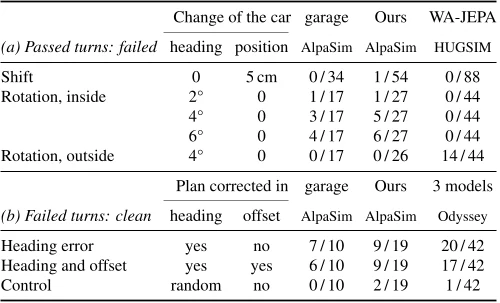 Change of the car garage Ours WA-JEPA
(a) Passed turns: failed heading position AlpaSim AlpaSim HUGSIM
Shift 0 5 cm 0 / 34 1 / 54 0 / 88
Rotation, inside 2° 0 1 / 17 1 / 27 0 / 44
4° 0 3 / 17 5 / 27 0 / 44
6° 0 4 / 17 6 / 27 0 / 44
Rotation, outside 4° 0 0 / 17 0 / 26 14 / 44
Plan corrected in garage Ours 3 models
(b) Failed turns: clean heading offset AlpaSim AlpaSim Odyssey
Heading error yes no 7 / 10 9 / 19 20 / 42
Heading and offset yes yes 6 / 10 9 / 19 17 / 42
Control random no 0 / 10 2 / 19 1 / 42